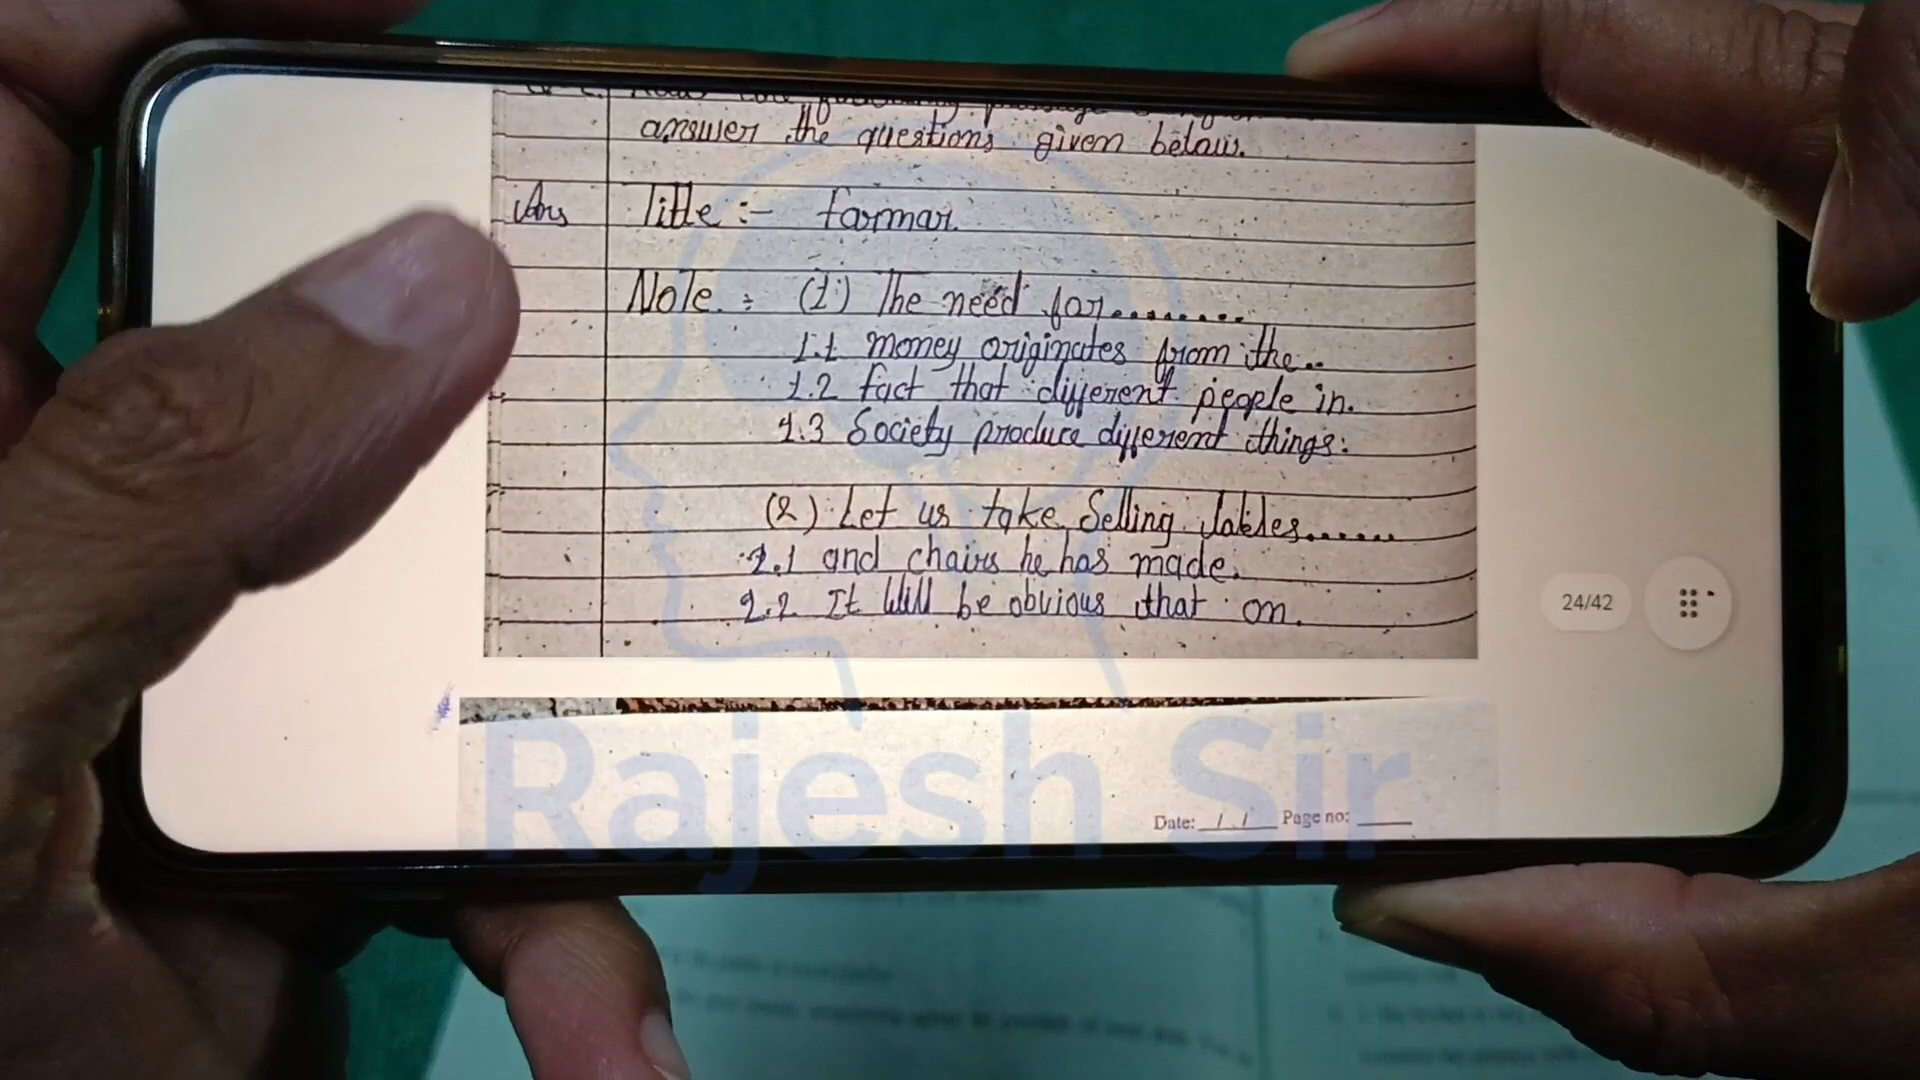 answer the questions given below.
Ans Title :- farmar.
Note :- (1) The need for.........
1.1 money originates from the..
1.2 fact that different people in.
1.3 Society produce different things.
(2) Let us take Selling tables......
2.1 and chairs he has made.
2.2 It Will be obvious that on.
24/42
Rajesh Sir
Date: / / Page no: